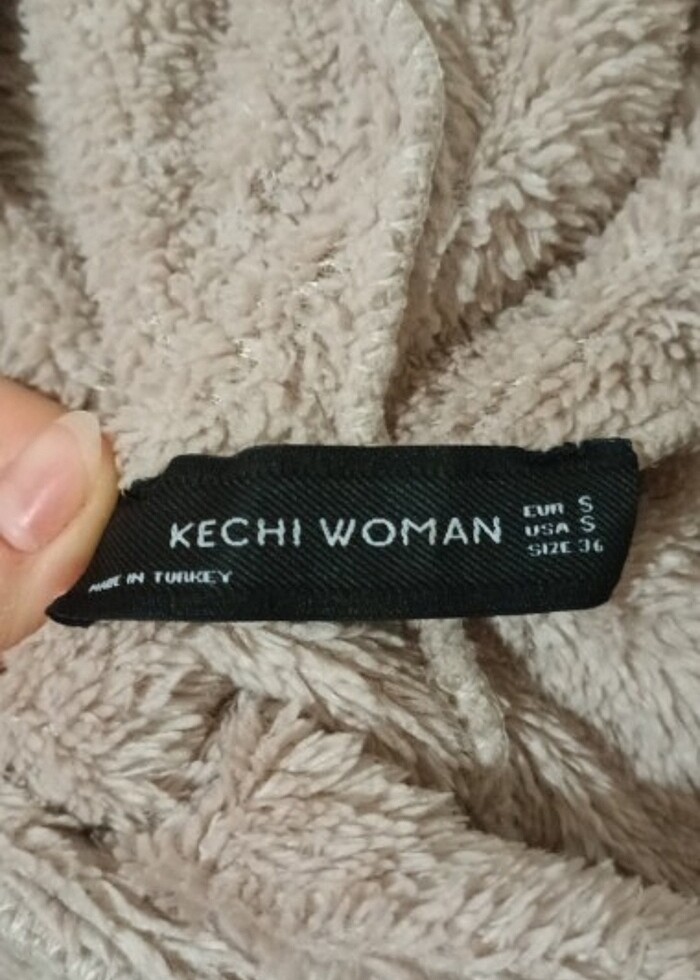 KECHI WOMAN
EUR S
USA S
SIZE 36
MADE IN TURKEY